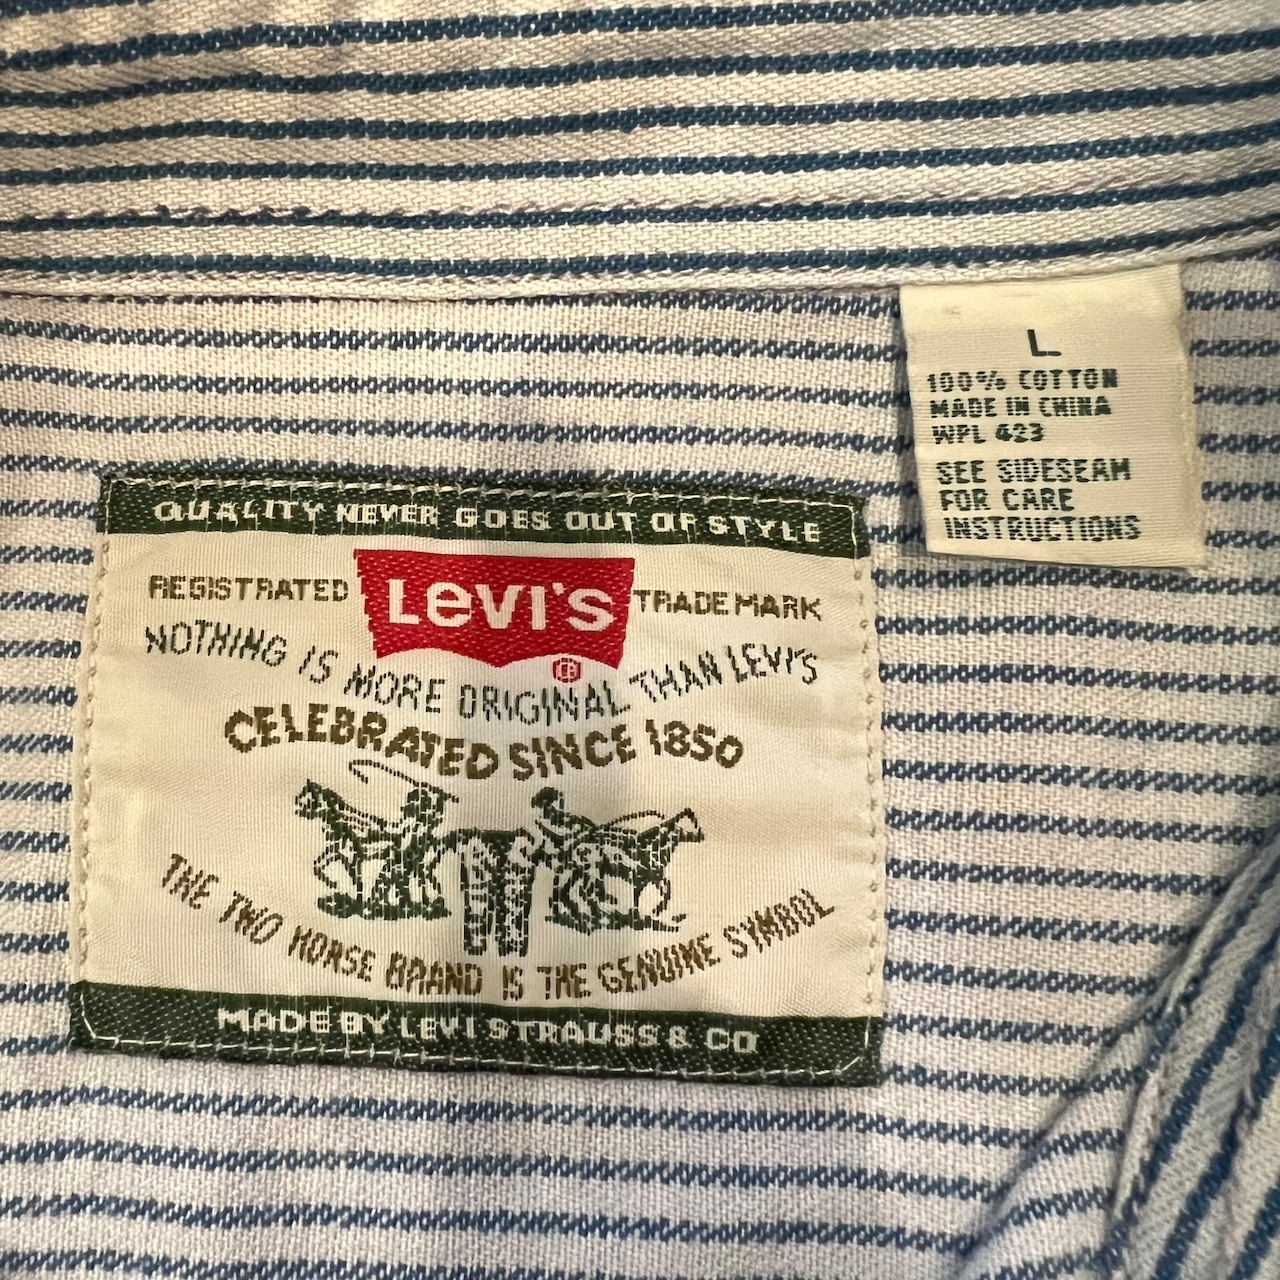 L
100% COTTON
MADE IN CHINA
WPL 423
SEE SIDESEAM
FOR CARE
INSTRUCTIONS
QUALITY NEVER GOES OUT OF STYLE
REGISTRATED LEVI'S TRADEMARK
NOTHING IS MORE ORIGINAL THAN LEVI'S
CELEBRATED SINCE 1850
THE TWO HORSE BRAND IS THE GENUINE SYMBOL
MADE BY LEVI STRAUSS & CO